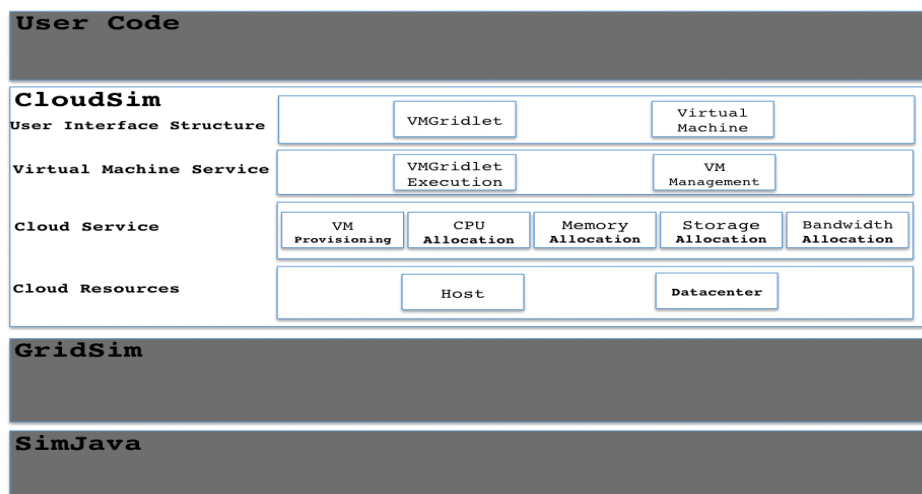 User Code
CloudSim
User Interface Structure
VMGridlet
Virtual
Machine
Virtual Machine Service
VMGridlet
Execution
VM
Management
Cloud Service
VM
Provisioning
CPU
Allocation
Memory
Allocation
Storage
Allocation
Bandwidth
Allocation
Cloud Resources
Host
Datacenter
GridSim
SimJava